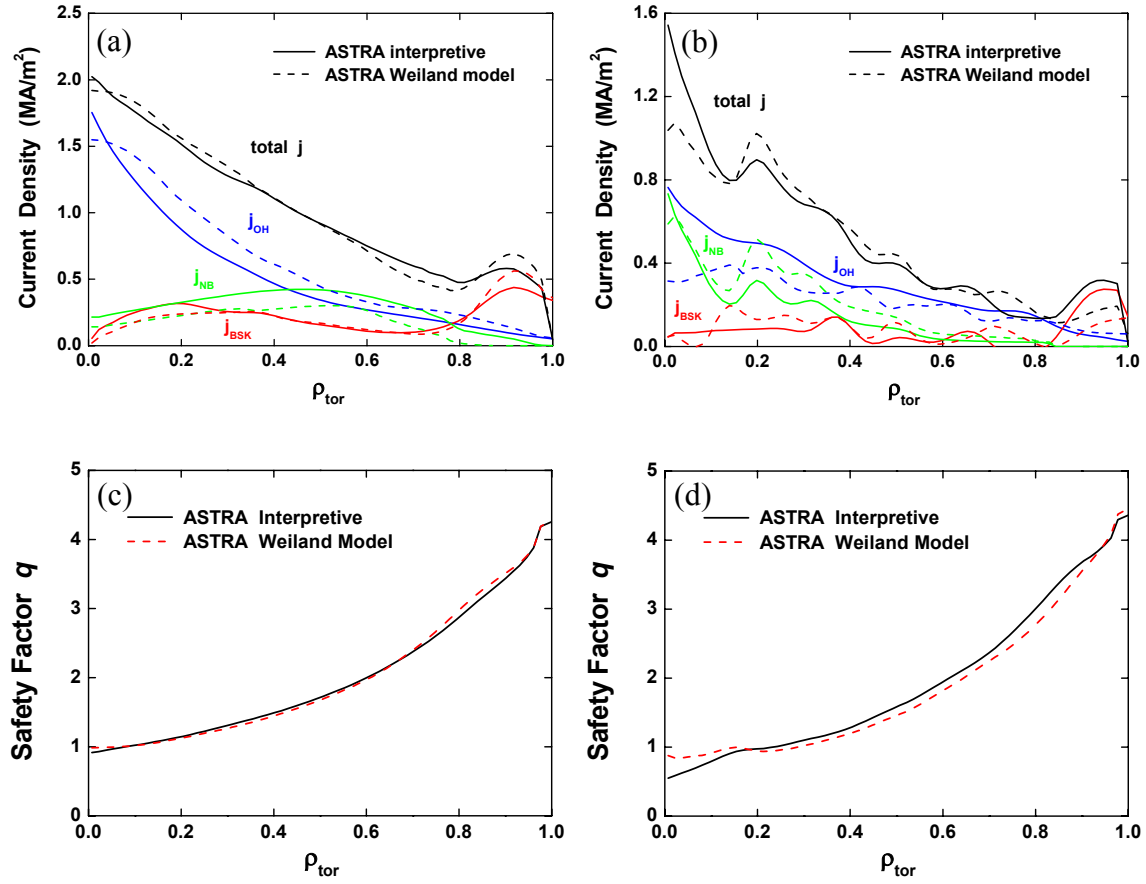 (a)
ASTRA interpretive
ASTRA Weiland model
total j
j_OH
j_NB
j_BSK
Current Density (MA/m²)
2.5
2.0
1.5
1.0
0.5
0.0
0.0 0.2 0.4 0.6 0.8 1.0
ρ_tor
(b)
ASTRA interpretive
ASTRA Weiland model
total j
j_NB
j_OH
j_BSK
Current Density (MA/m²)
1.6
1.2
0.8
0.4
0.0
0.0 0.2 0.4 0.6 0.8 1.0
ρ_tor
(c)
ASTRA Interpretive
ASTRA Weiland Model
Safety Factor q
5
4
3
2
1
0
0.0 0.2 0.4 0.6 0.8 1.0
ρ_tor
(d)
ASTRA Interpretive
ASTRA Weiland Model
Safety Factor q
5
4
3
2
1
0
0.0 0.2 0.4 0.6 0.8 1.0
ρ_tor